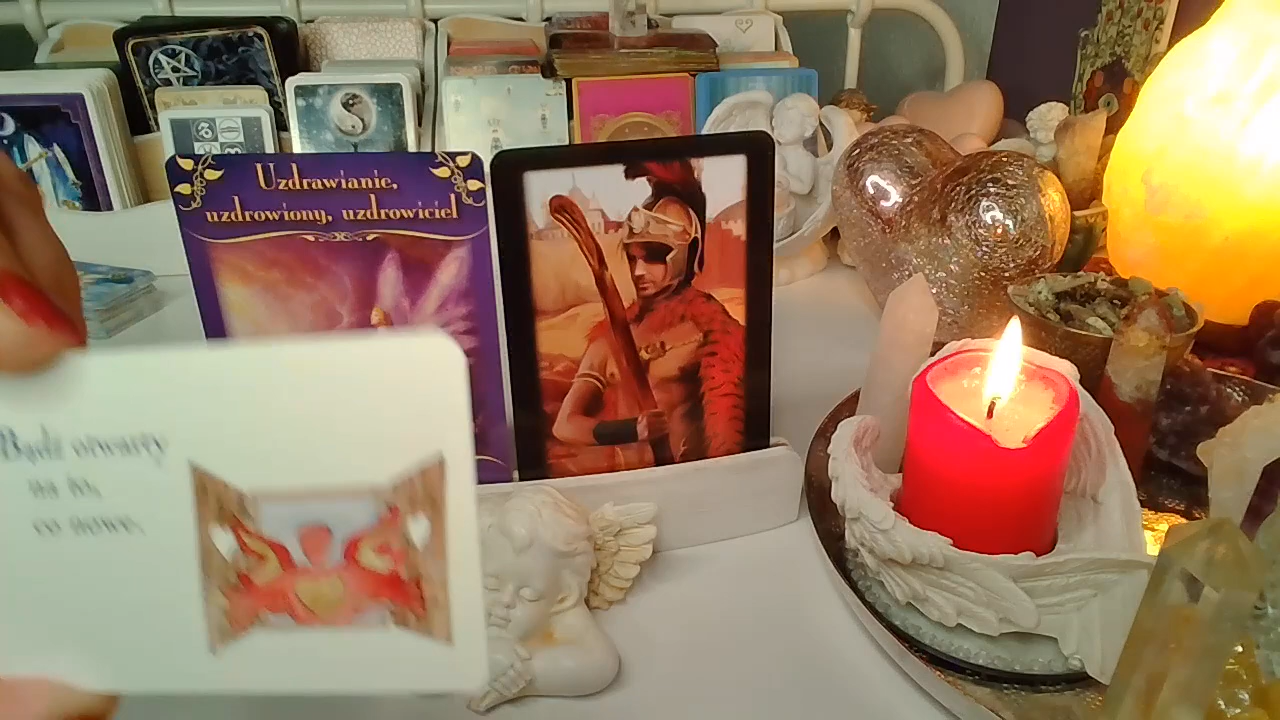 Uzdrawianie,
uzdrowiony, uzdrowiciel
Bądź otwarty
na to,
co nowe.